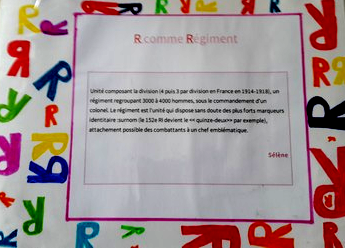 R comme Régiment
Unité composant la division (4 puis 3 par division en France en 1914-1918), un
régiment regroupant 3000 à 4000 hommes, sous le commandement d'un
colonel. Le régiment est l'unité qui dispose sans doute des plus forts marqueurs
identitaire :surnom (le 152e RI devient le << quinze-deux>> par exemple),
attachement possible des combattants à un chef emblématique.
Sélène